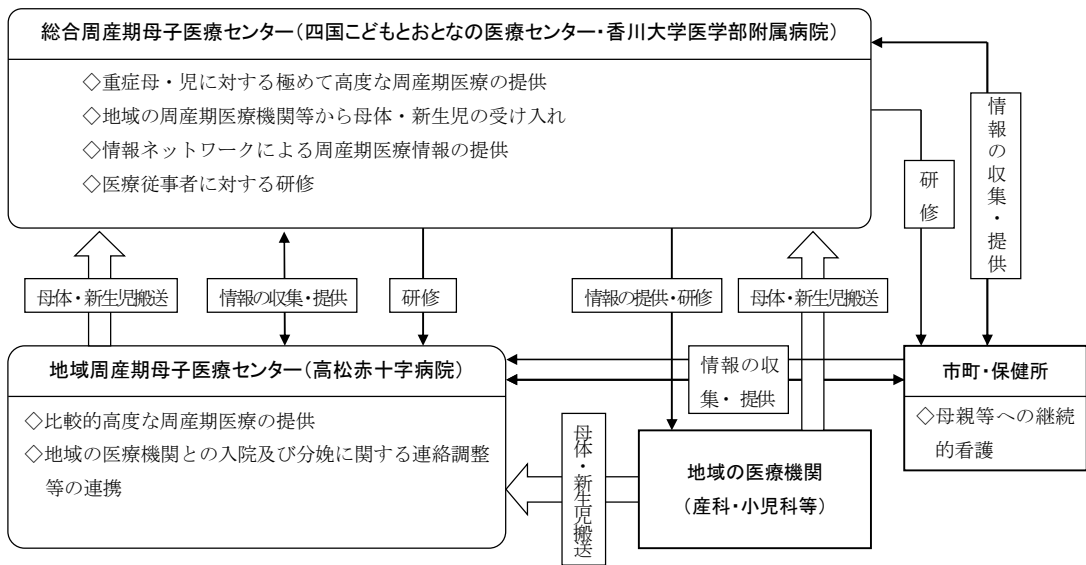 総合周産期母子医療センター(四国こどもとおとなの医療センター・香川大学医学部附属病院)
◇重症母・児に対する極めて高度な周産期医療の提供
◇地域の周産期医療機関等から母体・新生児の受け入れ
◇情報ネットワークによる周産期医療情報の提供
◇医療従事者に対する研修
研修
情報の収集・提供
母体・新生児搬送
情報の収集・提供
研修
情報の提供・研修
母体・新生児搬送
地域周産期母子医療センター(高松赤十字病院)
◇比較的高度な周産期医療の提供
◇地域の医療機関との入院及び分娩に関する連絡調整
等の連携
情報の収
集・提供
市町・保健所
◇母親等への継続
的看護
母体・新生児搬送
地域の医療機関
(産科・小児科等)